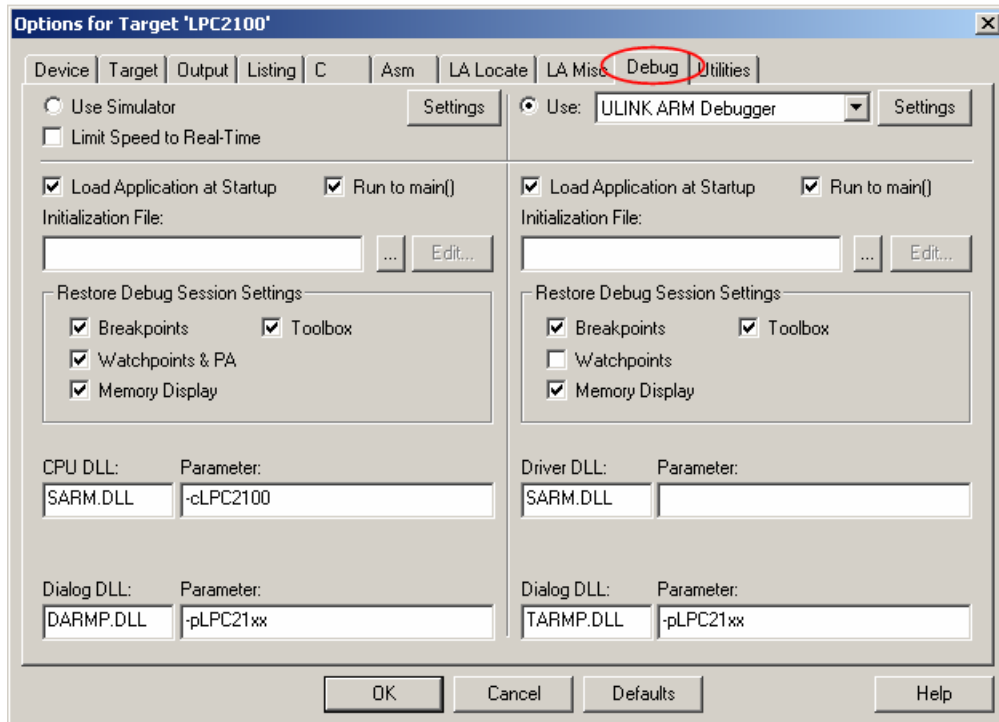 Options for Target 'LPC2100'
Device Target Output Listing C Asm LA Locate LA Misc Debug Utilities
Use Simulator Settings Use: ULINK ARM Debugger Settings
Limit Speed to Real-Time
Load Application at Startup Run to main() Load Application at Startup Run to main()
Initialization File: Initialization File:
... Edit... ... Edit...
Restore Debug Session Settings Restore Debug Session Settings
Breakpoints Toolbox Breakpoints Toolbox
Watchpoints & PA Watchpoints
Memory Display Memory Display
CPU DLL: Parameter: Driver DLL: Parameter:
SARM.DLL -cLPC2100 SARM.DLL
Dialog DLL: Parameter: Dialog DLL: Parameter:
DARMP.DLL -pLPC21xx TARMP.DLL -pLPC21xx
OK Cancel Defaults Help